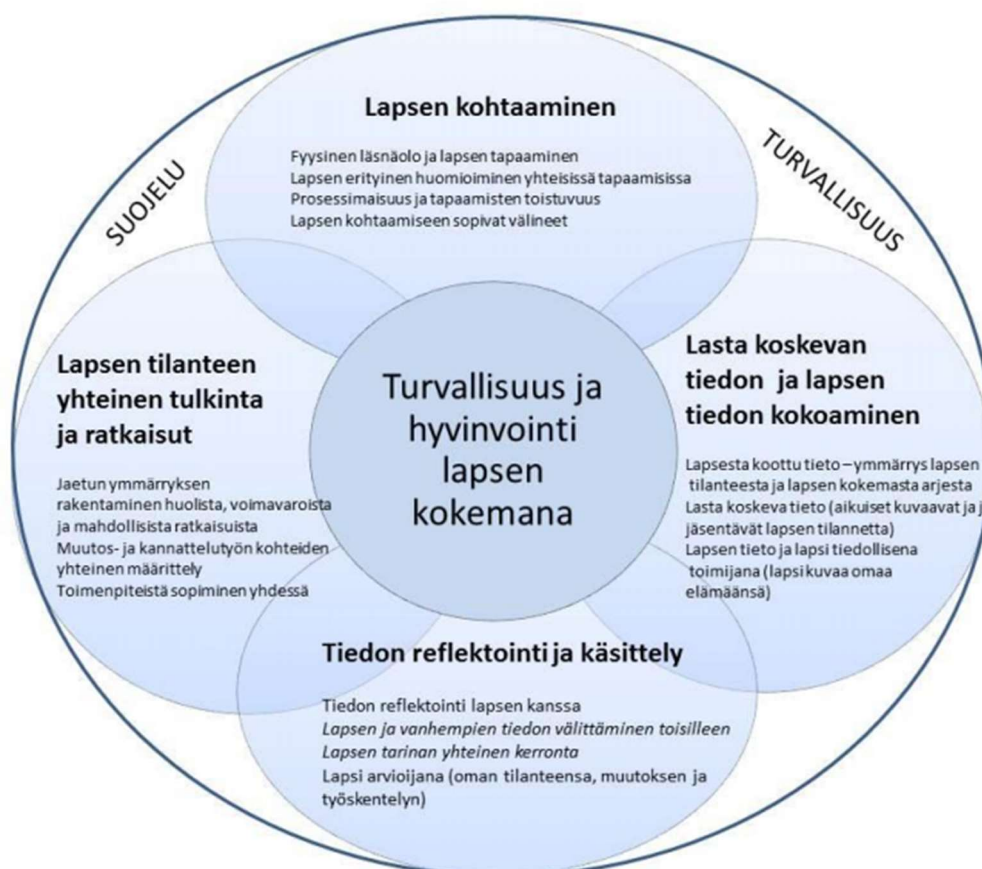 Lapsen kohtaaminen
Fyysinen läsnäolo ja lapsen tapaaminen
Lapsen erityinen huomioiminen yhteisissä tapaamisissa
Prosessimaisuus ja tapaamisten toistuvuus
Lapsen kohtaamiseen sopivat välineet
SUOJELU
TURVALLISUUS
Lapsen tilanteen
yhteinen tulkinta
ja ratkaisut
Jaetun ymmärryksen
rakentaminen huolista, voimavaroista
ja mahdollisista ratkaisuista
Muutos- ja kannattelutyön kohteiden
yhteinen määrittely
Toimenpiteistä sopiminen yhdessä
Turvallisuus ja
hyvinvointi
lapsen
kokemana
Lasta koskevan
tiedon ja lapsen
tiedon kokoaminen
Lapsesta koottu tieto – ymmärrys lapsen
tilanteesta ja lapsen kokemasta arjesta
Lasta koskeva tieto (aikuiset kuvaavat ja j
jäsentävät lapsen tilannetta)
Lapsen tieto ja lapsi tiedollisena
toimijana (lapsi kuvaa omaa
elämäänsä)
Tiedon reflektointi ja käsittely
Tiedon reflektointi lapsen kanssa
Lapsen ja vanhempien tiedon välittäminen toisilleen
Lapsen tarinan yhteinen kerronta
Lapsi arvioijana (oman tilanteensa, muutoksen ja
työskentelyn)